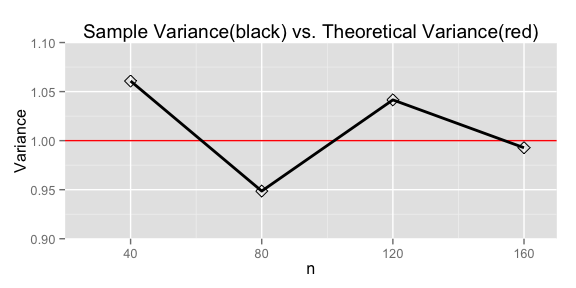 Sample Variance(black) vs. Theoretical Variance(red)
1.10
1.05
1.00
0.95
0.90
Variance
40 80 120 160
n